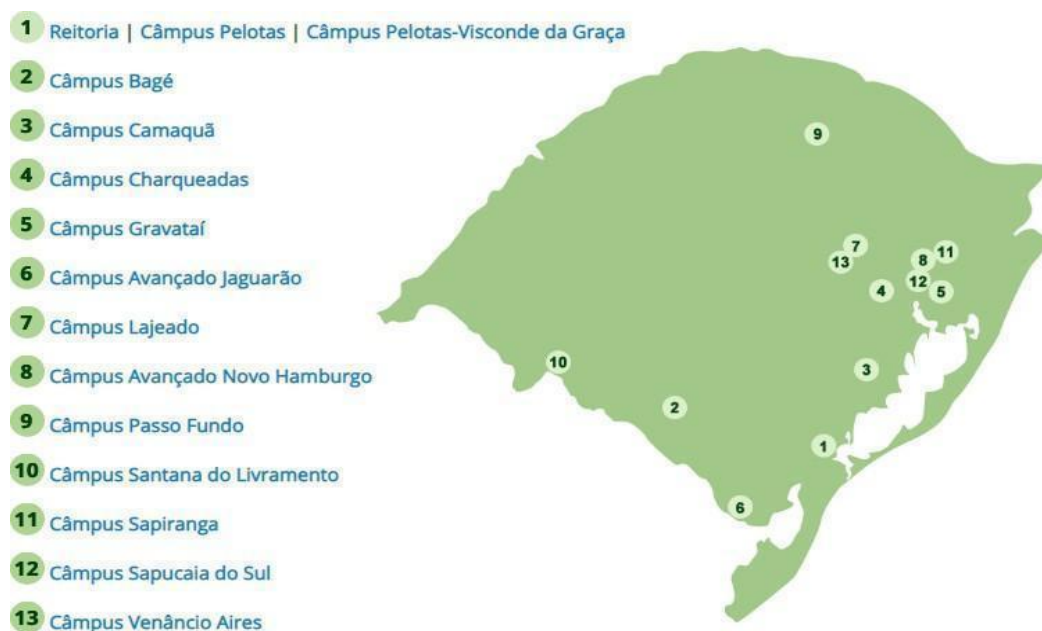 1 Reitoria | Câmpus Pelotas | Câmpus Pelotas-Visconde da Graça
2 Câmpus Bagé
3 Câmpus Camaquã
4 Câmpus Charqueadas
5 Câmpus Gravataí
6 Câmpus Avançado Jaguarão
7 Câmpus Lajeado
8 Câmpus Avançado Novo Hamburgo
9 Câmpus Passo Fundo
10 Câmpus Santana do Livramento
11 Câmpus Sapiranga
12 Câmpus Sapucaia do Sul
13 Câmpus Venâncio Aires
9
7
11
8
13
12
4
5
10
3
2
1
6